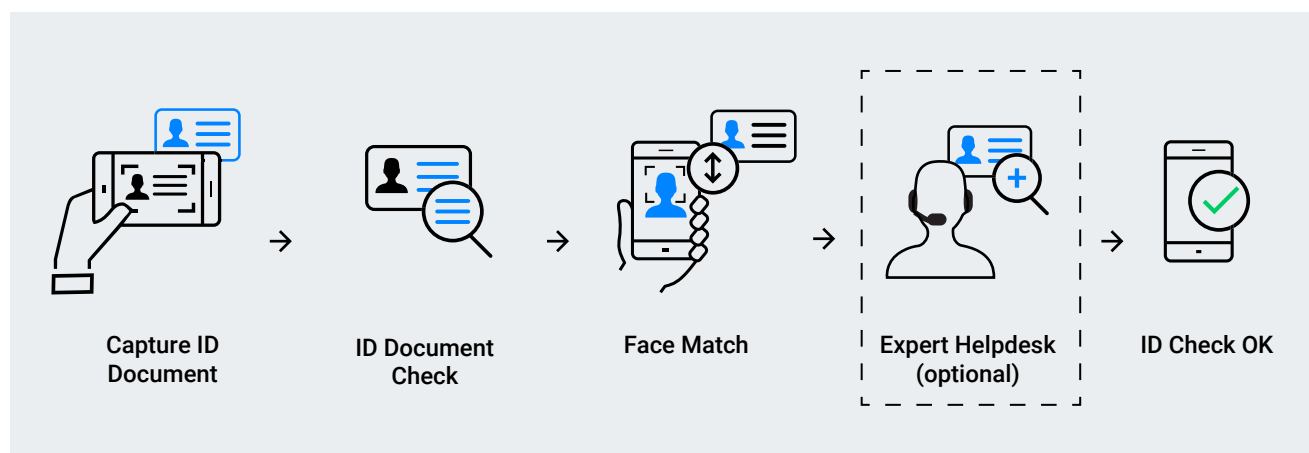 Capture ID
Document
ID Document
Check
Face Match
Expert Helpdesk
(optional)
ID Check OK